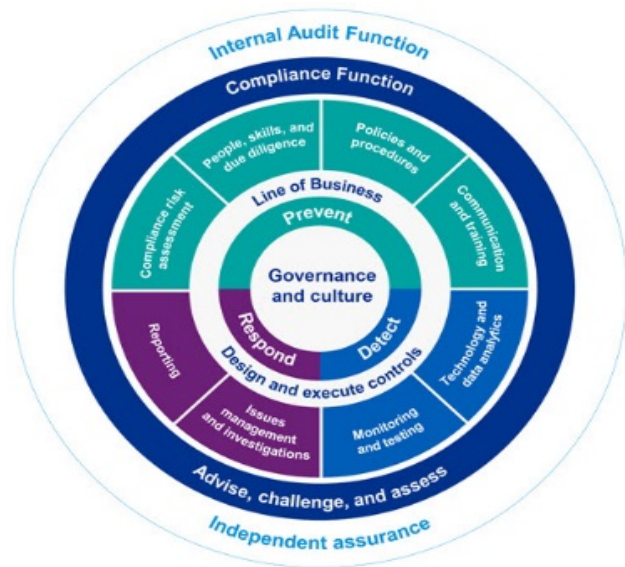 Internal Audit Function
Compliance Function
People, skills, and
due diligence
Policies and
procedures
Compliance risk
assessment
Line of Business
Prevent
Communication
and training
Governance
and culture
Reporting
Respond
Detect
Technology and
data analytics
Design and execute controls
Issues
management
and investigations
Monitoring
and testing
Advise, challenge, and assess
Independent assurance